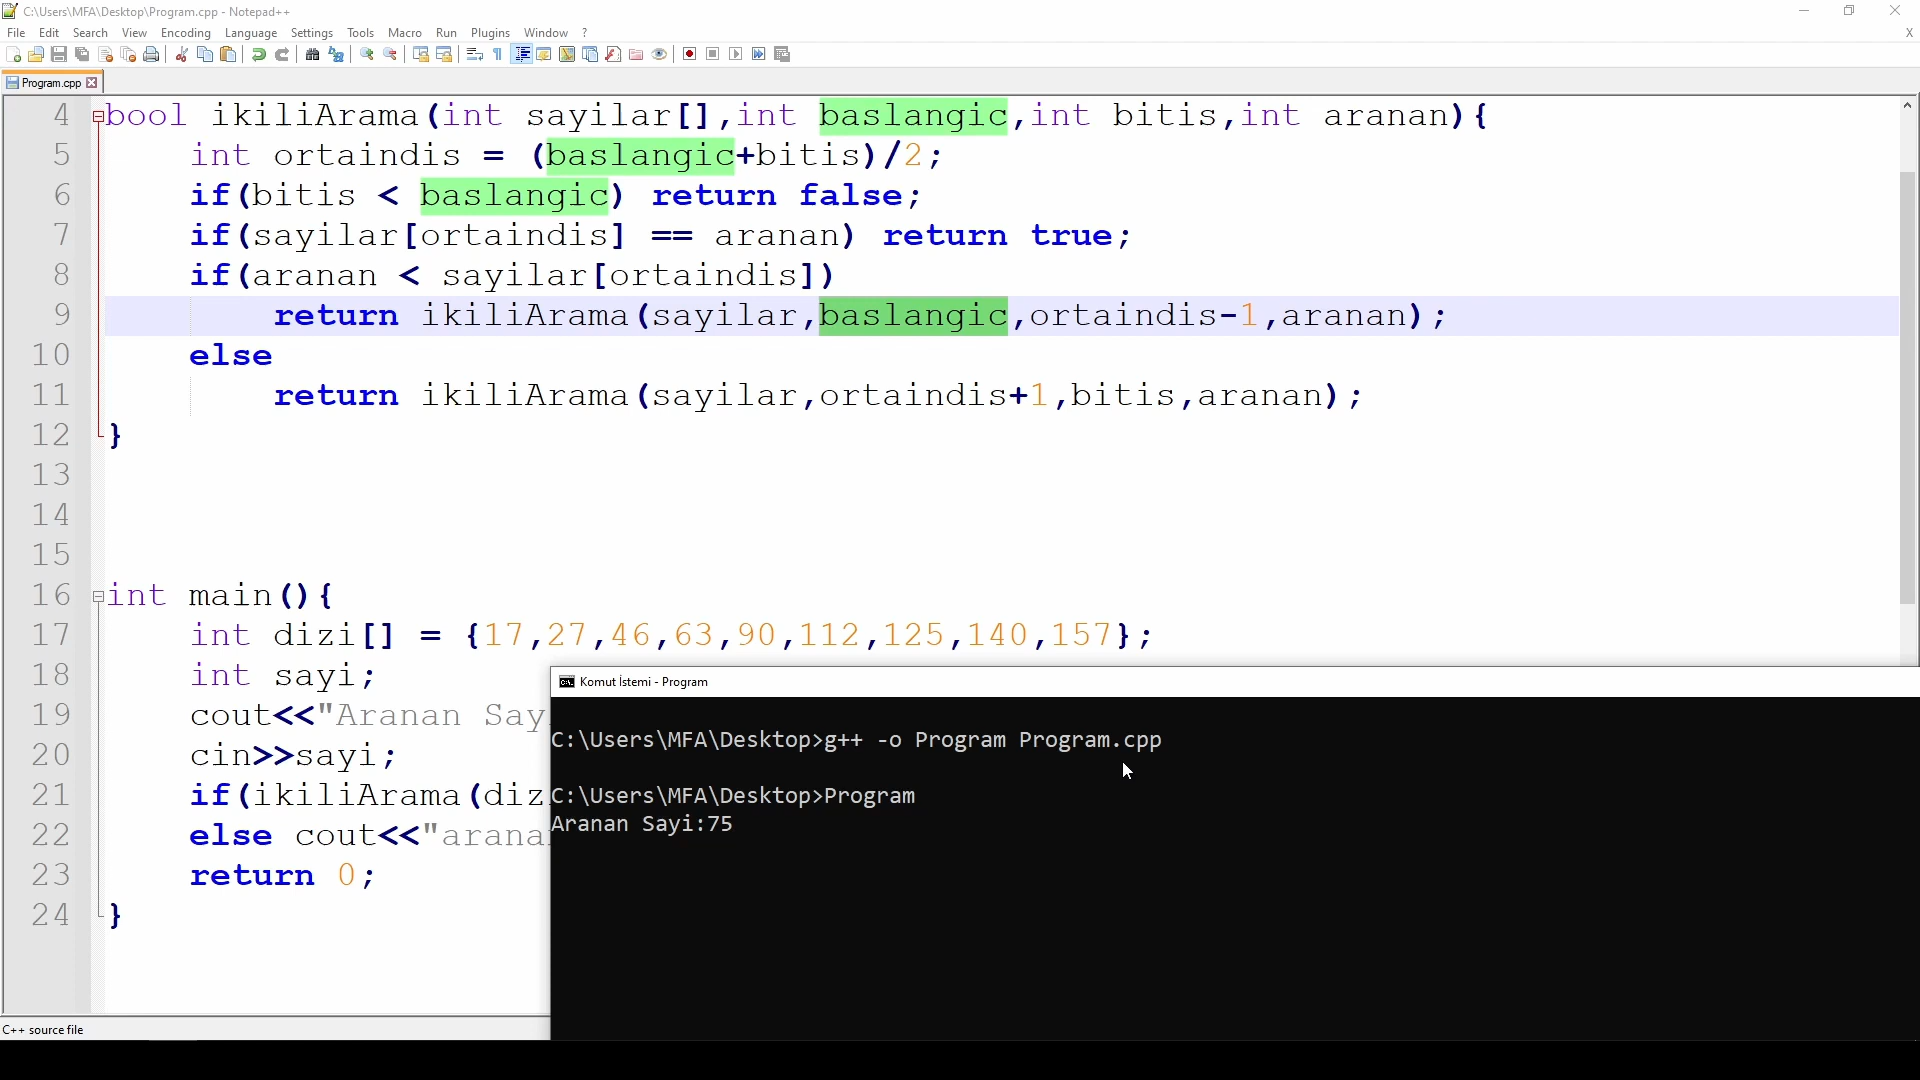 C:\Users\MFA\Desktop\Program.cpp - Notepad++
File Edit Search View Encoding Language Settings Tools Macro Run Plugins Window ? X
Program.cpp
4 bool ikiliArama(int sayilar[],int baslangic,int bitis,int aranan){
5 int ortaindis = (baslangic+bitis)/2;
6 if(bitis < baslangic) return false;
7 if(sayilar[ortaindis] == aranan) return true;
8 if(aranan < sayilar[ortaindis])
9 return ikiliArama(sayilar,baslangic,ortaindis-1,aranan);
10 else
11 return ikiliArama(sayilar,ortaindis+1,bitis,aranan);
12 }
13
14
15
16 int main(){
17 int dizi[] = {17,27,46,63,90,112,125,140,157};
18 int sayi;
19 cout<<"Aranan Say
20 cin>>sayi;
21 if(ikiliArama(diz
22 else cout<<"arana
23 return 0;
24 }
Komut İstemi - Program
C:\Users\MFA\Desktop>g++ -o Program Program.cpp
C:\Users\MFA\Desktop>Program
Aranan Sayi:75
C++ source file